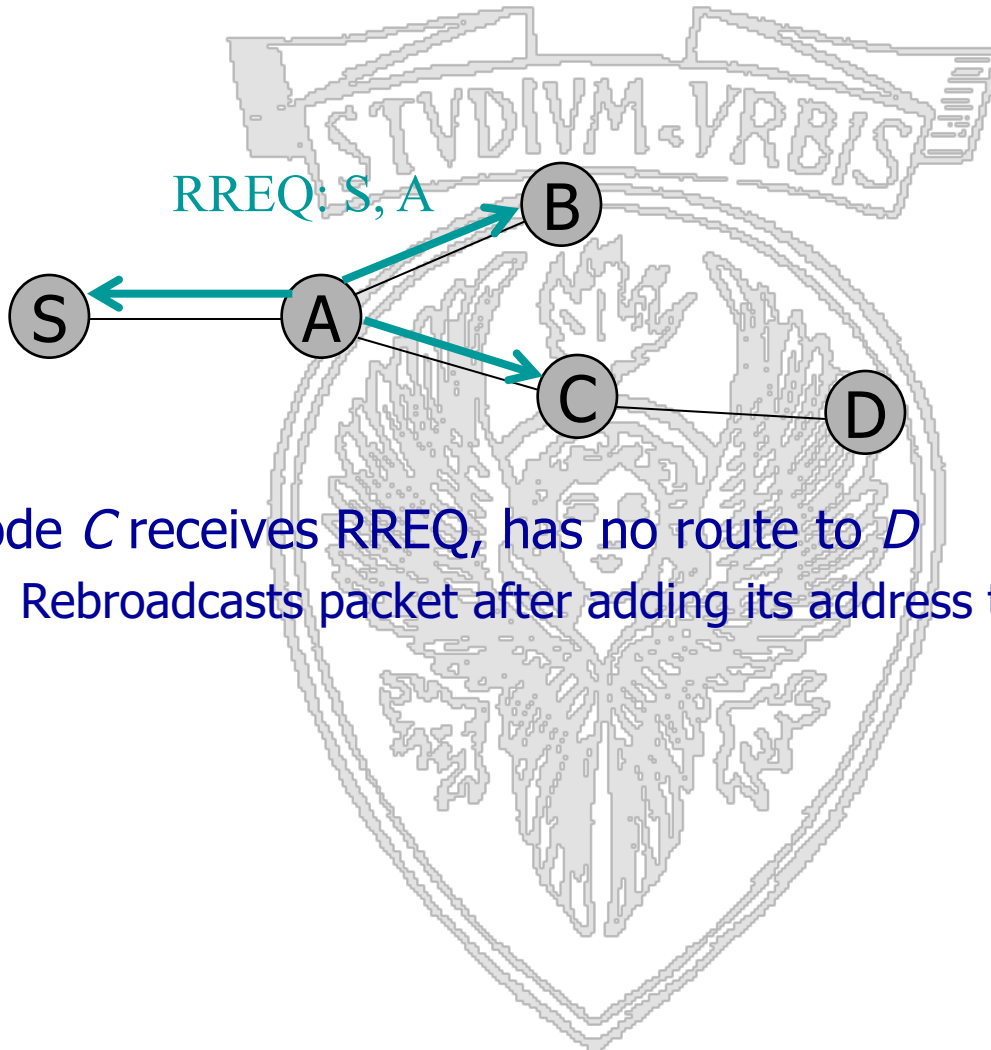 STVDIVM VRBIS
RREQ: S, A
B
S
A
C
D
ode C receives RREQ, has no route to D
Rebroadcasts packet after adding its address t